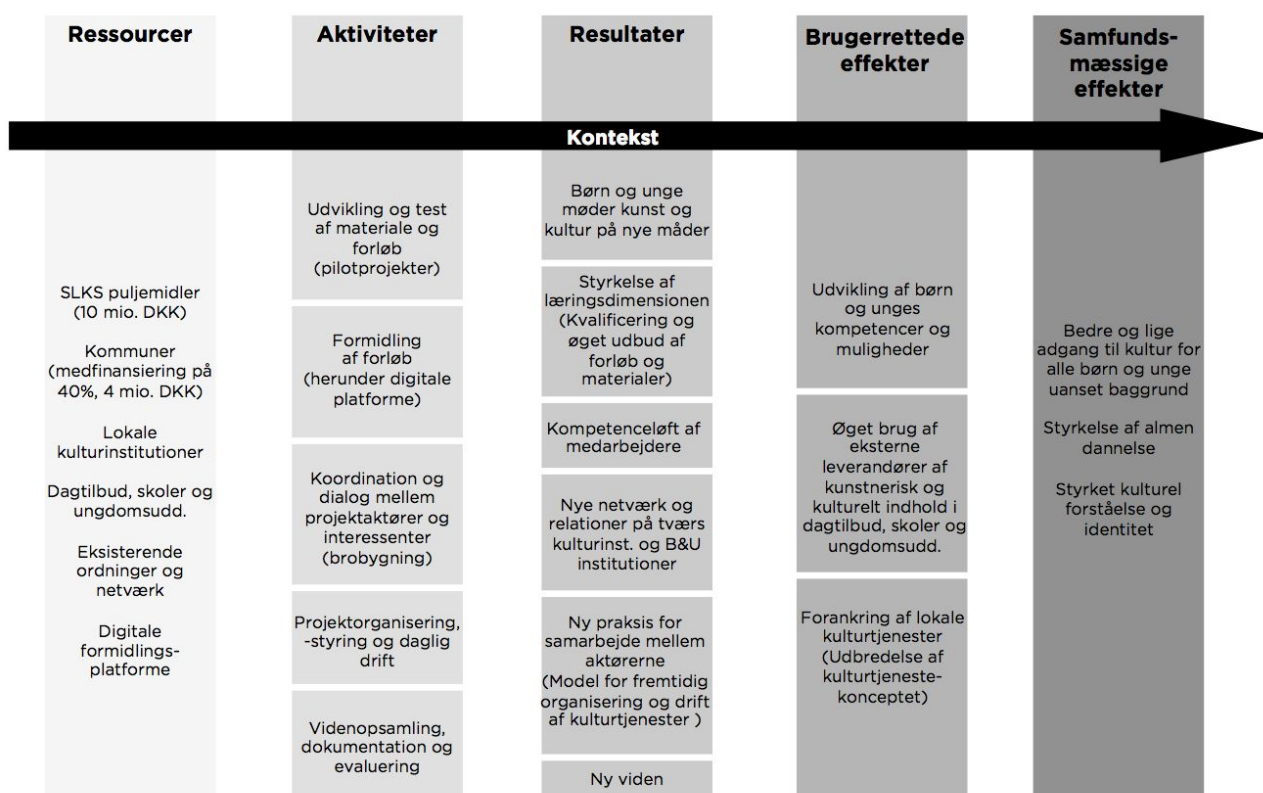 Ressourcer
Aktiviteter
Resultater
Brugerrettede
effekter
Samfunds-
mæssige
effekter
Kontekst
SLKS puljemidler
(10 mio. DKK)
Kommuner
(medfinansiering på
40%, 4 mio. DKK)
Lokale
kulturinstitutioner
Dagtilbud, skoler og
ungdomsudd.
Eksisterende
ordninger og
netværk
Digitale
formidlings-
platforme
Udvikling og test
af materiale og
forløb
(pilotprojekter)
Formidling
af forløb
(herunder digitale
platforme)
Koordination og
dialog mellem
projektaktører og
interessenter
(brobygning)
Projektorganisering,
-styring og daglig
drift
Videnopsamling,
dokumentation og
evaluering
Børn og unge
møder kunst og
kultur på nye måder
Styrkelse af
læringsdimensionen
(Kvalificering og
øget udbud af
forløb og
materialer)
Kompetenceløft af
medarbejdere
Nye netværk og
relationer på tværs
kulturinst. og B&U
institutioner
Ny praksis for
samarbejde mellem
aktørerne
(Model for fremtidig
organisering og drift
af kulturtjenester )
Ny viden
Udvikling af børn
og unges
kompetencer og
muligheder
Øget brug af
eksterne
leverandører af
kunstnerisk og
kulturelt indhold i
dagtilbud, skoler og
ungdomsudd.
Forankring af lokale
kulturtjenester
(Udbredelse af
kulturtjeneste-
konceptet)
Bedre og lige
adgang til kultur for
alle børn og unge
uanset baggrund
Styrkelse af almen
dannelse
Styrket kulturel
forståelse og
identitet